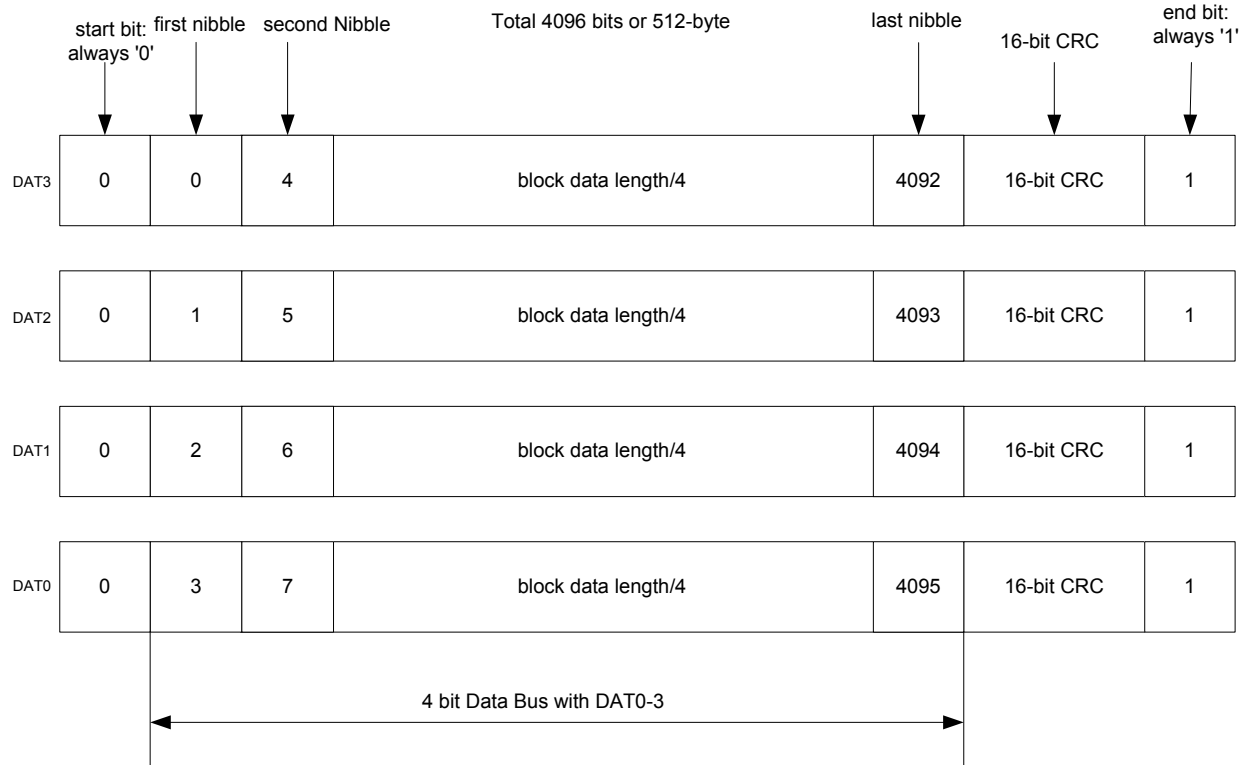 start bit:
always '0'
first nibble
second Nibble
Total 4096 bits or 512-byte
last nibble
16-bit CRC
end bit:
always '1'
DAT3 0 0 4 block data length/4 4092 16-bit CRC 1
DAT2 0 1 5 block data length/4 4093 16-bit CRC 1
DAT1 0 2 6 block data length/4 4094 16-bit CRC 1
DAT0 0 3 7 block data length/4 4095 16-bit CRC 1
4 bit Data Bus with DAT0-3